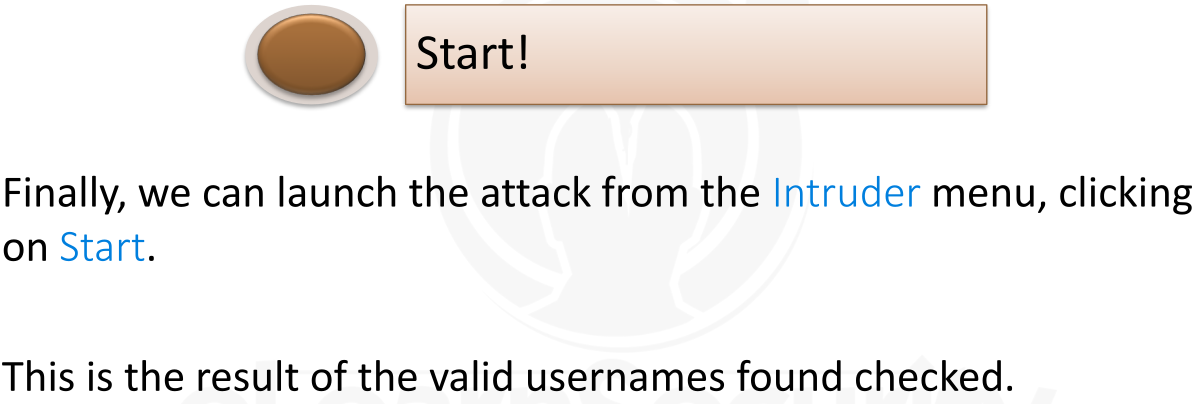 Start!
Finally, we can launch the attack from the Intruder menu, clicking
on Start.
This is the result of the valid usernames found checked.